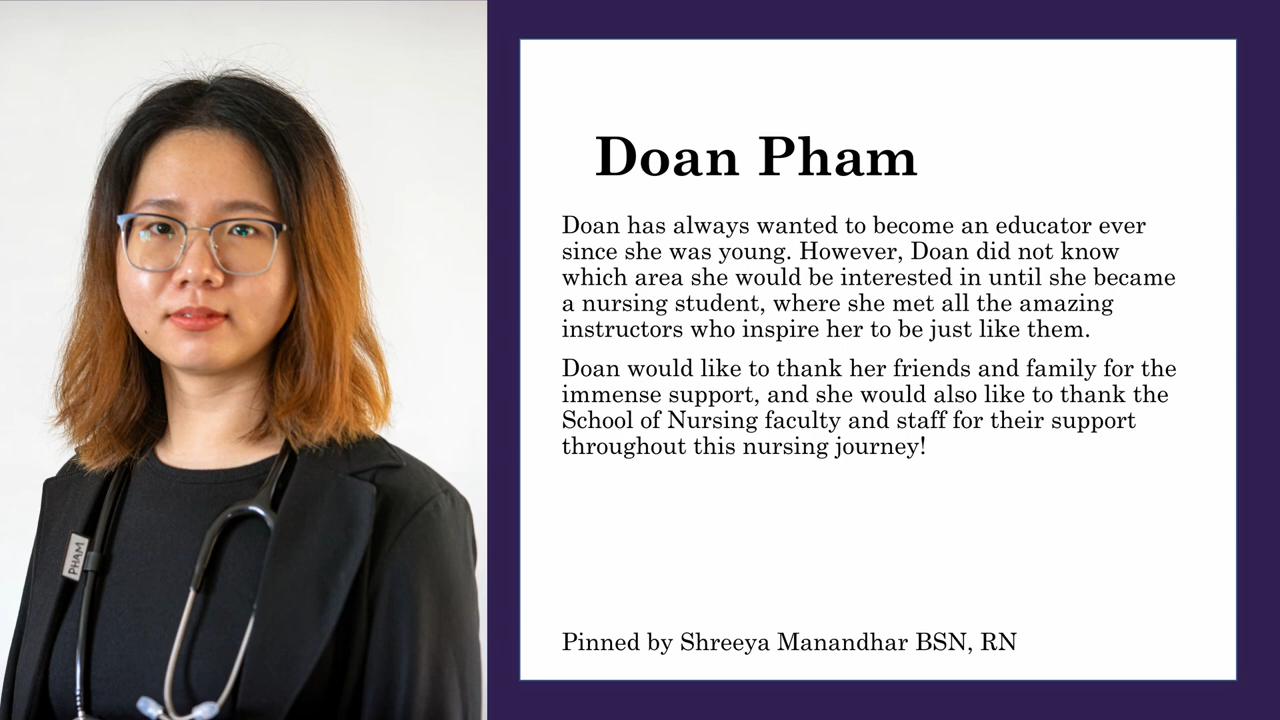 Doan Pham
Doan has always wanted to become an educator ever
since she was young. However, Doan did not know
which area she would be interested in until she became
a nursing student, where she met all the amazing
instructors who inspire her to be just like them.
Doan would like to thank her friends and family for the
immense support, and she would also like to thank the
School of Nursing faculty and staff for their support
throughout this nursing journey!
PHAM
Pinned by Shreeya Manandhar BSN, RN